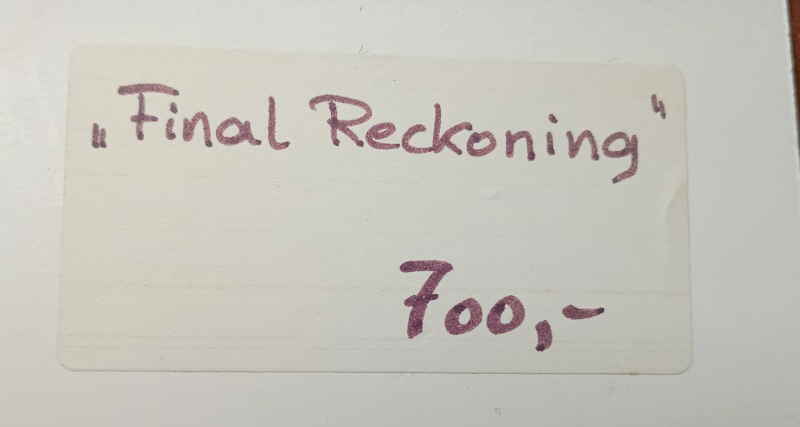 „Final Reckoning"
700,-